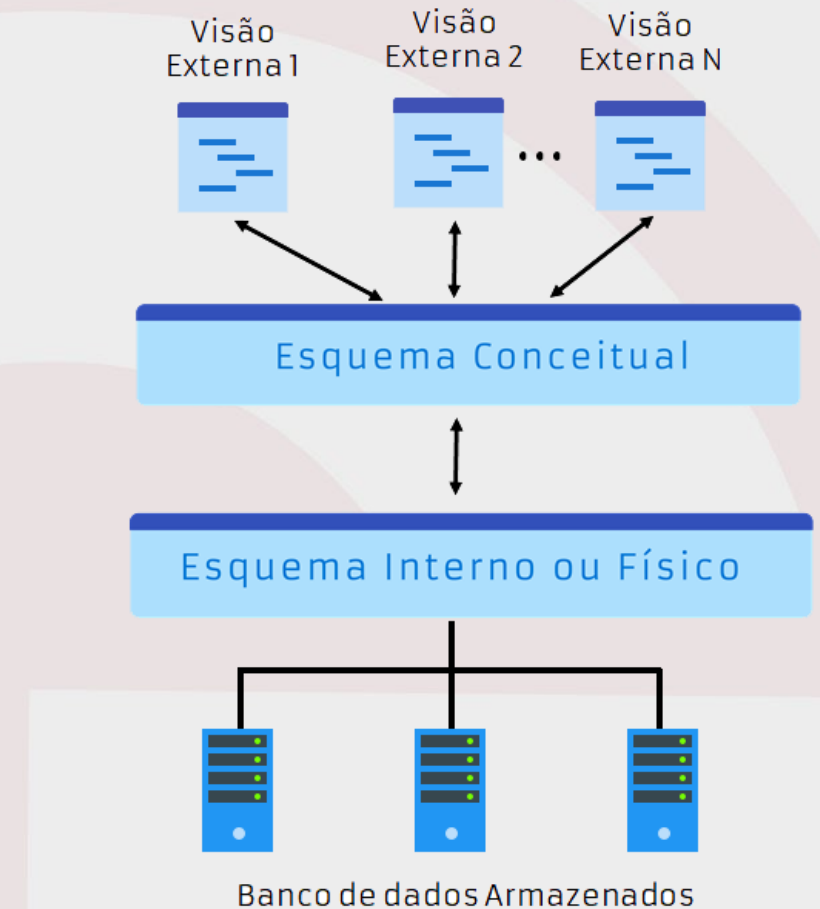 Visão
Externa 1
Visão
Externa 2
Visão
Externa N
Esquema Conceitual
Esquema Interno ou Físico
Banco de dados Armazenados